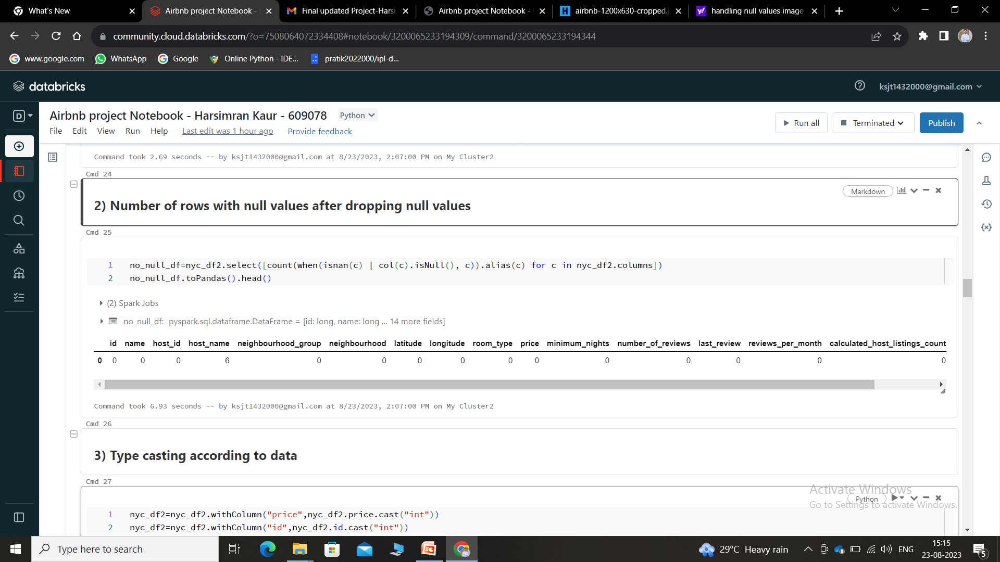 What's New
Airbnb project Notebook -
Final updated Project-Harsi
Airbnb project Notebook -
airbnb-1200x630-cropped.j
handling null values image
community.cloud.databricks.com/?o=7508064072334408#notebook/3200065233194309/command/3200065233194344
www.google.com
WhatsApp
Google
Online Python - IDE...
pratik2022000/ipl-d...
databricks
ksjt1432000@gmail.com
D
Airbnb project Notebook - Harsimran Kaur - 609078
Python
File Edit View Run Help Last edit was 1 hour ago Provide feedback
Run all
Terminated
Publish
Command took 2.69 seconds -- by ksjt1432000@gmail.com at 8/23/2023, 2:07:00 PM on My Cluster2
Cmd 24
Markdown
2) Number of rows with null values after dropping null values
Cmd 25
1 no_null_df=nyc_df2.select([count(when(isnan(c) | col(c).isNull(), c)).alias(c) for c in nyc_df2.columns])
2 no_null_df.toPandas().head()
(2) Spark Jobs
no_null_df: pyspark.sql.dataframe.DataFrame = [id: long, name: long ... 14 more fields]
id name host_id host_name neighbourhood_group neighbourhood latitude longitude room_type price minimum_nights number_of_reviews last_review reviews_per_month calculated_host_listings_count
0 0 0 0 6 0 0 0 0 0 0 0 0 0 0 0
Command took 6.93 seconds -- by ksjt1432000@gmail.com at 8/23/2023, 2:07:00 PM on My Cluster2
Cmd 26
3) Type casting according to data
Cmd 27
Activate Windows
Python
Go to Settings to activate Windows.
1 nyc_df2=nyc_df2.withColumn("price",nyc_df2.price.cast("int"))
2 nyc_df2=nyc_df2.withColumn("id",nyc_df2.id.cast("int"))
Type here to search
29°C Heavy rain
ENG
15:15
23-08-2023
5